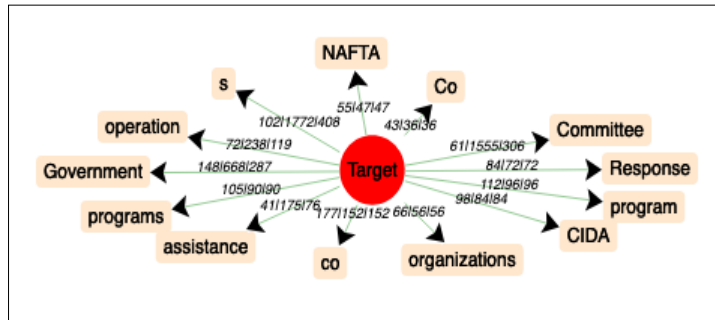 NAFTA
s
Co
55|47|47
102|1772|408
43|36|36
operation
Committee
72|238|119
61|1555|306
Government
148|668|287
Target
84|72|72
Response
105|90|90
112|96|96
programs
41|175|76
98|84|84
program
177|152|152
66|56|56
assistance
CIDA
co
organizations